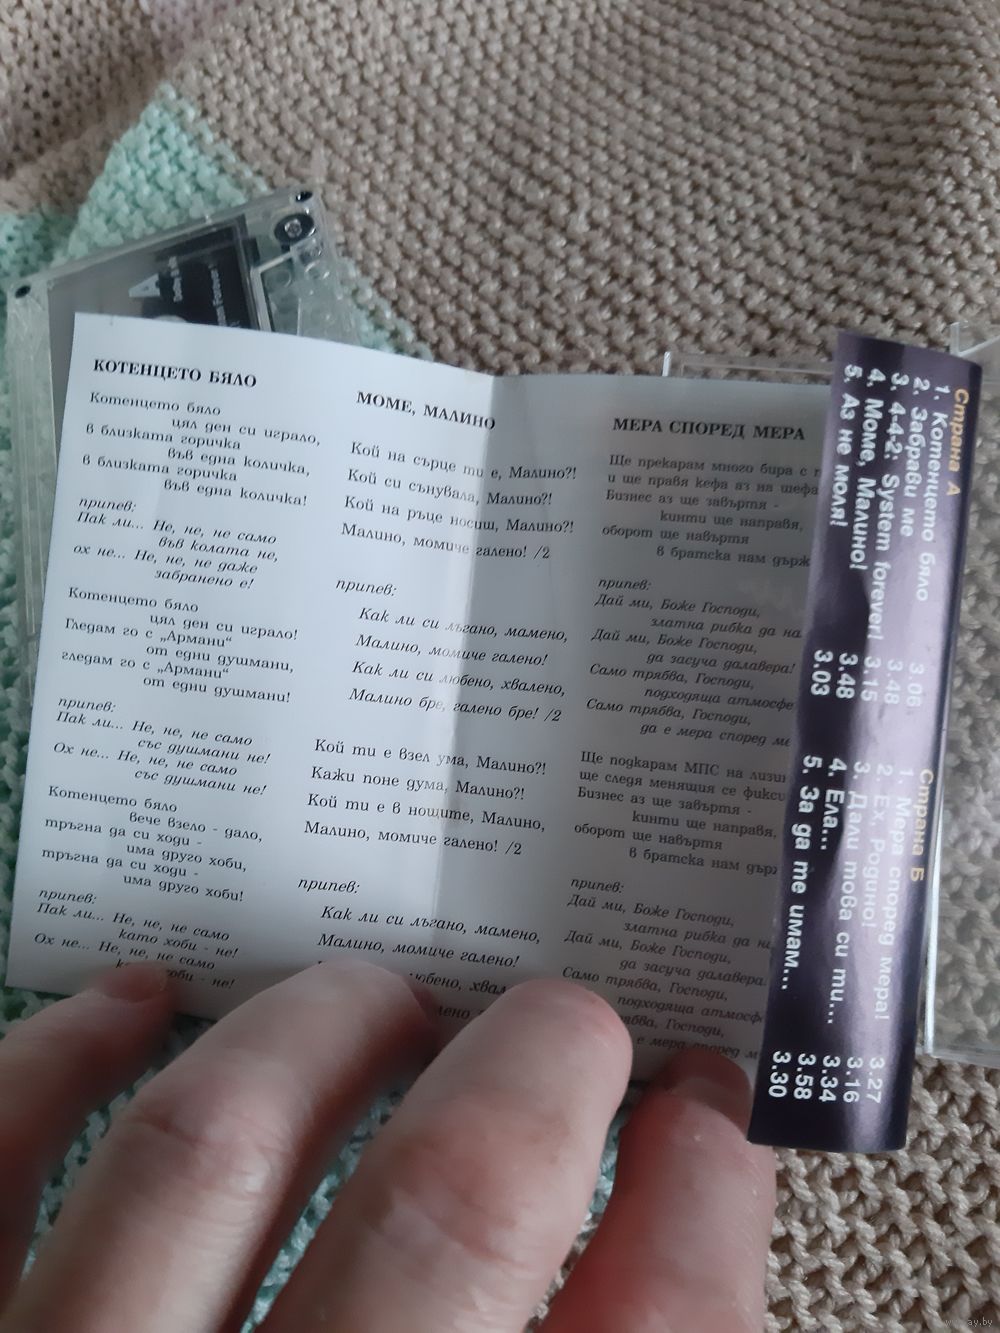 КОТЕНЦЕТО БЯЛО
Котенцето бяло
цял ден си играло,
в близката горичка
във една количка,
в близката горичка
във една количка!
припев:
Пак ли... Не, не, не само
във колата не,
ох не... Не, не, не даже
забранено е!
Котенцето бяло
цял ден си играло!
Гледам го с „Армани“
от едни душмани,
гледам го с „Армани“
от едни душмани!
припев:
Пак ли... Не, не, не само
със душмани не!
Ох не... Не, не, не само
със душмани не!
Котенцето бяло
вече взело - дало,
тръгна да си ходи -
има друго хоби,
тръгна да си ходи -
има друго хоби!
припев:
Пак ли... Не, не, не само
като хоби - не!
Ох не... Не, не, не само
хоби - не!
МОМЕ, МАЛИНО
Кой на сърце ти е, Малино?!
Кой си сънувала, Малино?!
Кой на ръце носиш, Малино?!
Малино, момиче галено! /2
припев:
Как ли си лъгано, мамено,
Малино, момиче галено!
Как ли си любено, хвалено,
Малино бре, галено бре! /2
Кой ти е взел ума, Малино?!
Кажи поне дума, Малино?!
Кой ти е в нощите, Малино,
Малино, момиче галено! /2
припев:
Как ли си лъгано, мамено,
Малино, момиче галено!
МЕРА СПОРЕД МЕРА
Ще прекарам много бира с
и ще правя кефа аз на шефа
Бизнес аз ще завъртя -
кинти ще направя,
оборот ще навъртя
в братска нам
припев:
Дай ми, Боже Господи,
златна рибка да
Дай ми, Боже Господи,
да засуча далавера!
Само трябва, Господи,
подходяща
Само трябва, Господи,
да е мера според
Ще подкарам МПС на
ще следя менящия се
Бизнес аз ще завъртя -
кинти ще направя,
оборот ще навъртя
в братска нам
припев:
Дай ми, Боже Господи,
златна рибка да
Дай ми, Боже Господи,
да засуча далавера
Само трябва, Господи,
подходяща
Господи,
е мера според
Страна А
1. Котенцето бяло 3.06
2. Забрави ме 3.48
3. 4-4-2; System forever! 3.15
4. Моме, Малино! 3.48
5. Аз не моля! 3.03
Страна Б
1. Мера според мера! 3.27
2. Ех, Родино! 3.16
3. Дали това си ти... 3.34
4. Ела... 3.58
5. За да те имам... 3.30
A